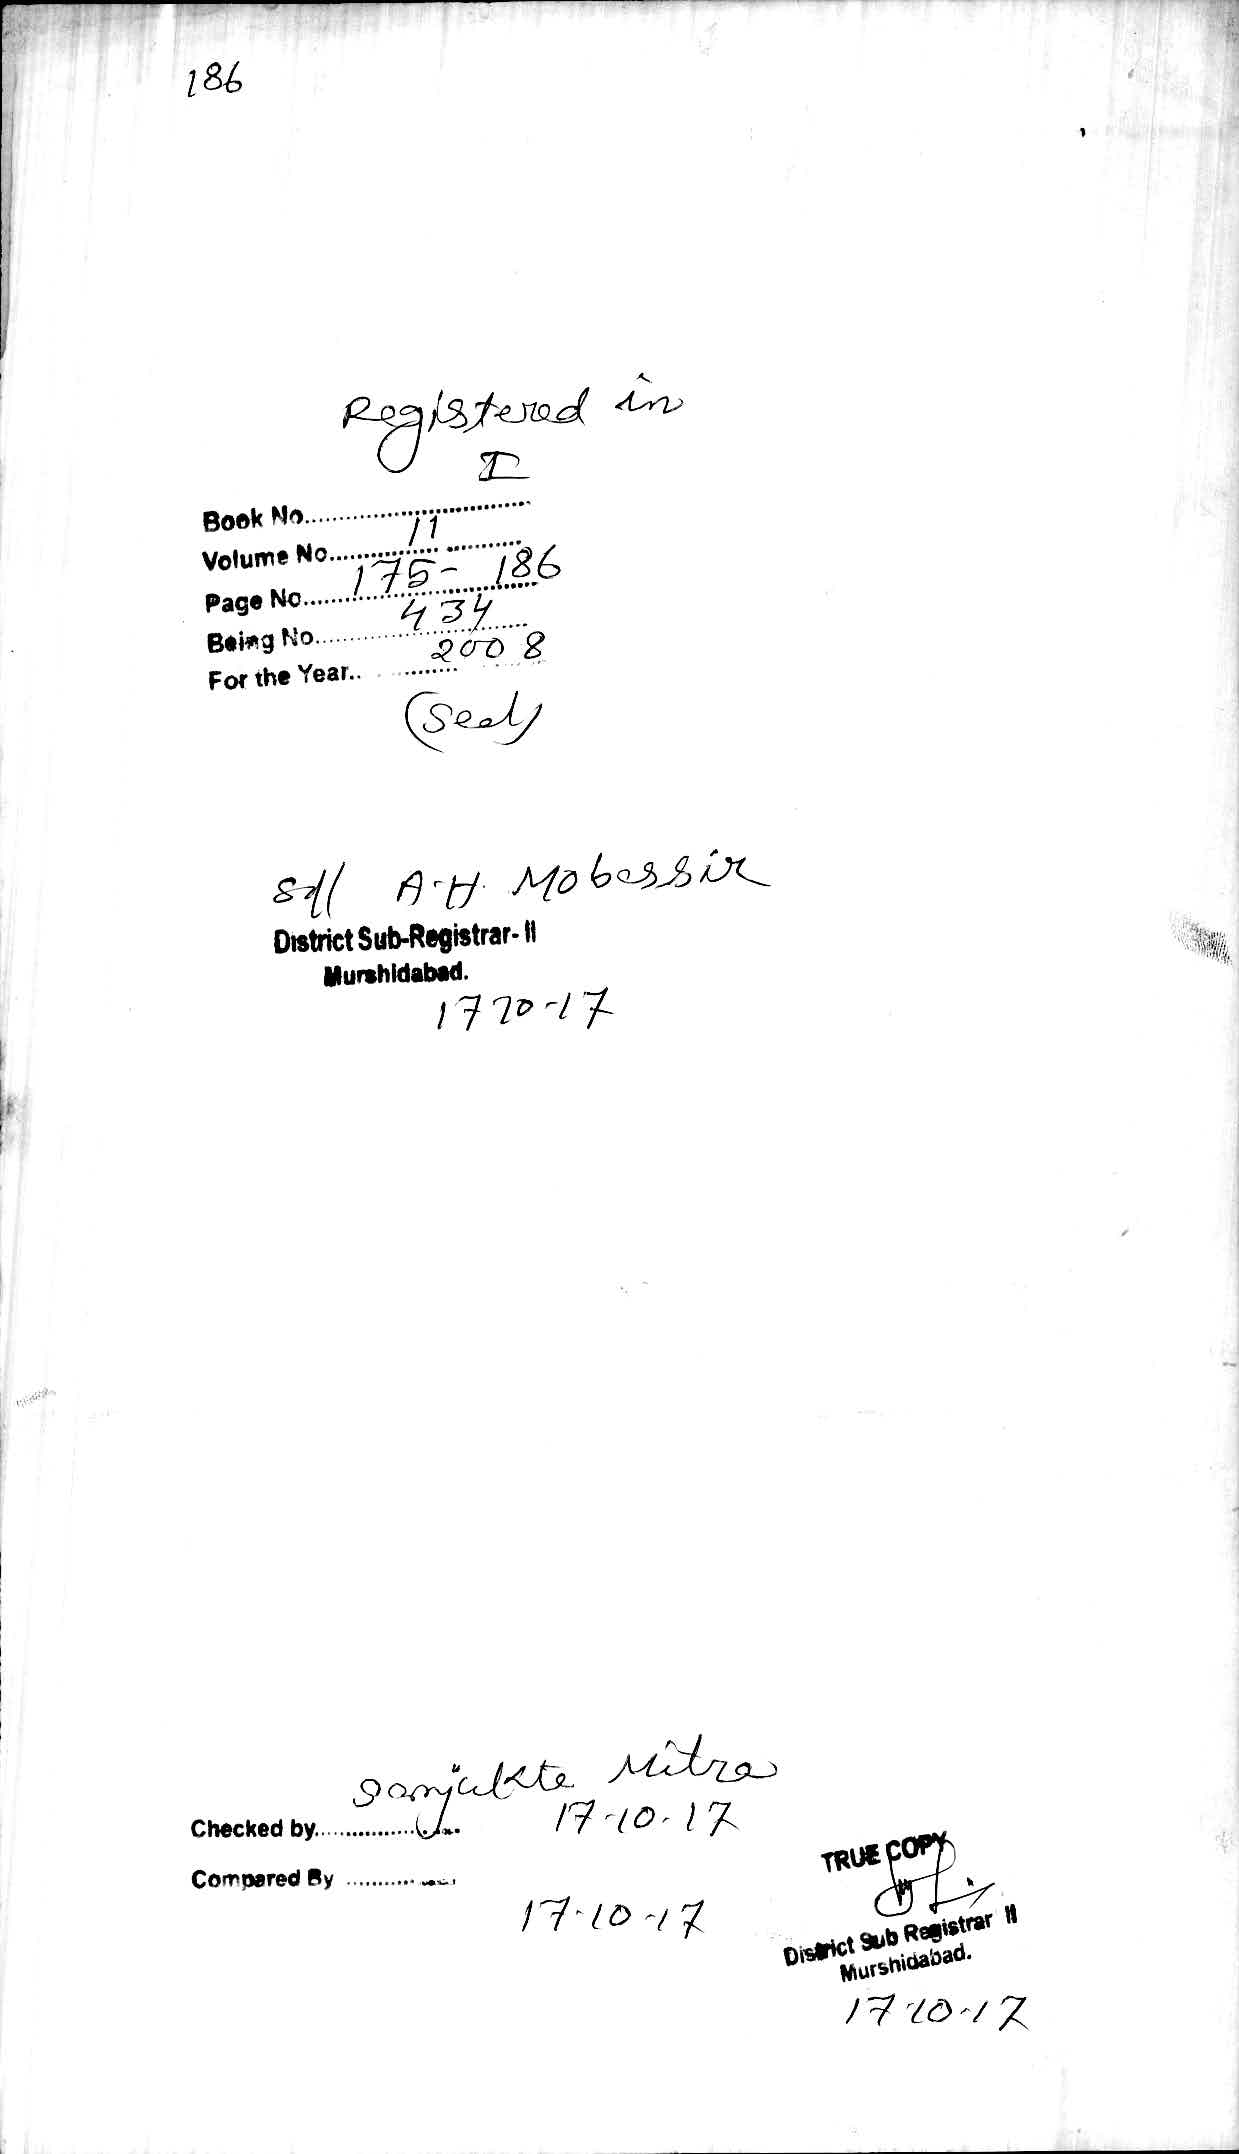 186
Registered in
I
Book No..............................
Volume No.......11...........
Page No......175- 186
Being No......434......
For the Year.. 2008
(Seal)
Sd/ A.H. Mobassir
District Sub-Registrar- II
Murshidabad.
17-10-17
Sanjukta Mitra
Checked by................. 17-10-17
Compared By ................
17-10-17
TRUE COPY
District Sub Registrar II
Murshidabad.
17-10-17